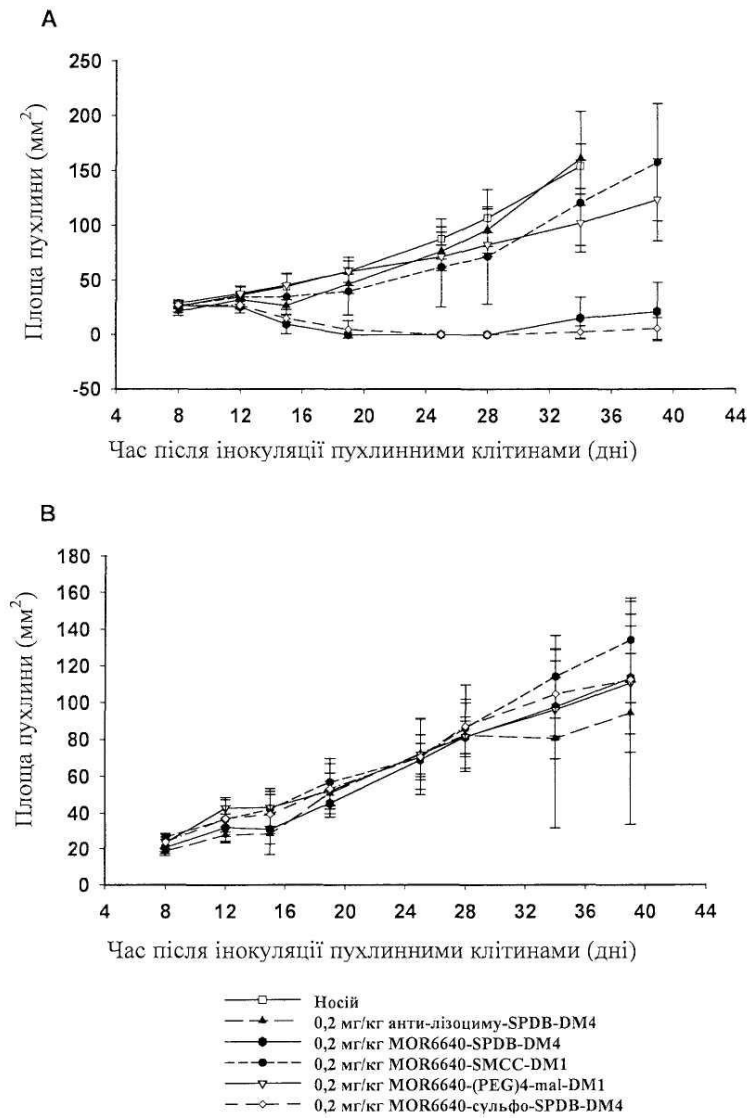 A
250
200
150
100
50
0
-50
Площа пухлини (мм²)
4 8 12 16 20 24 28 32 36 40 44
Час після інокуляції пухлинними клітинами (дні)
B
180
160
140
120
100
80
60
40
20
0
Площа пухлини (мм²)
4 8 12 16 20 24 28 32 36 40 44
Час після інокуляції пухлинними клітинами (дні)
Носій
0,2 мг/кг анти-лізоциму-SPDB-DM4
0,2 мг/кг MOR6640-SPDB-DM4
0,2 мг/кг MOR6640-SMCC-DM1
0,2 мг/кг MOR6640-(PEG)4-mal-DM1
0,2 мг/кг MOR6640-сульфо-SPDB-DM4